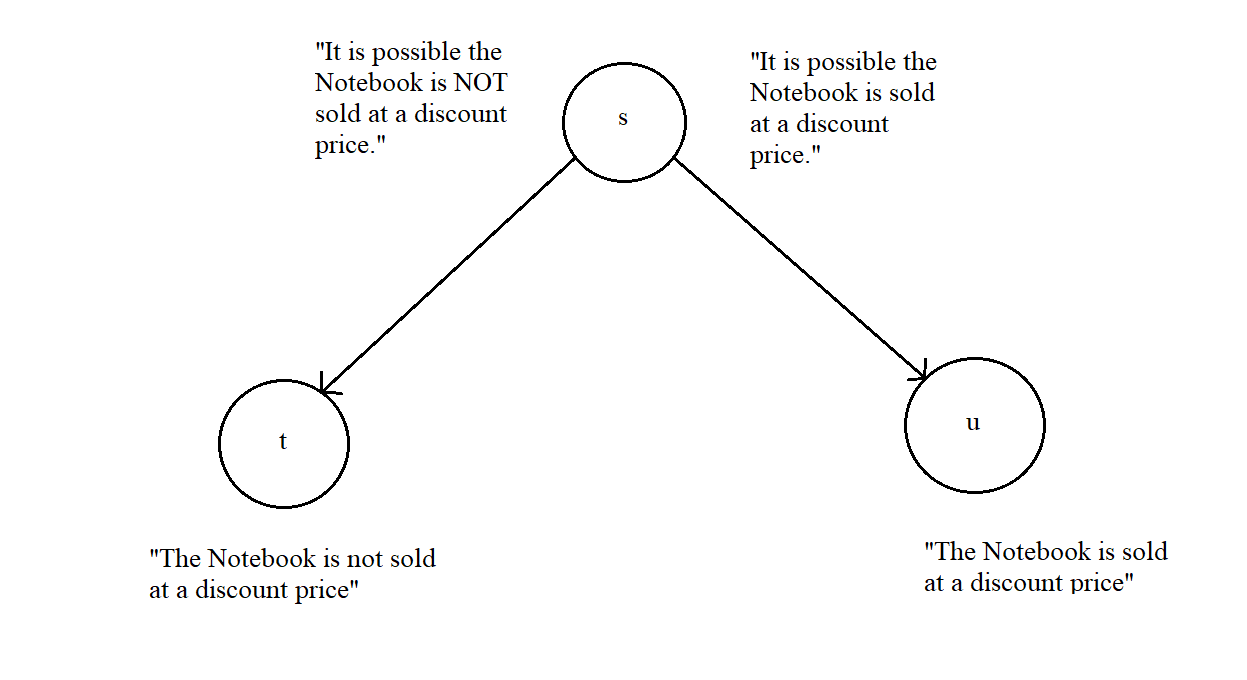 "It is possible the
Notebook is NOT
sold at a discount
price."
s
"It is possible the
Notebook is sold
at a discount
price."
t
u
"The Notebook is not sold
at a discount price"
"The Notebook is sold
at a discount price"